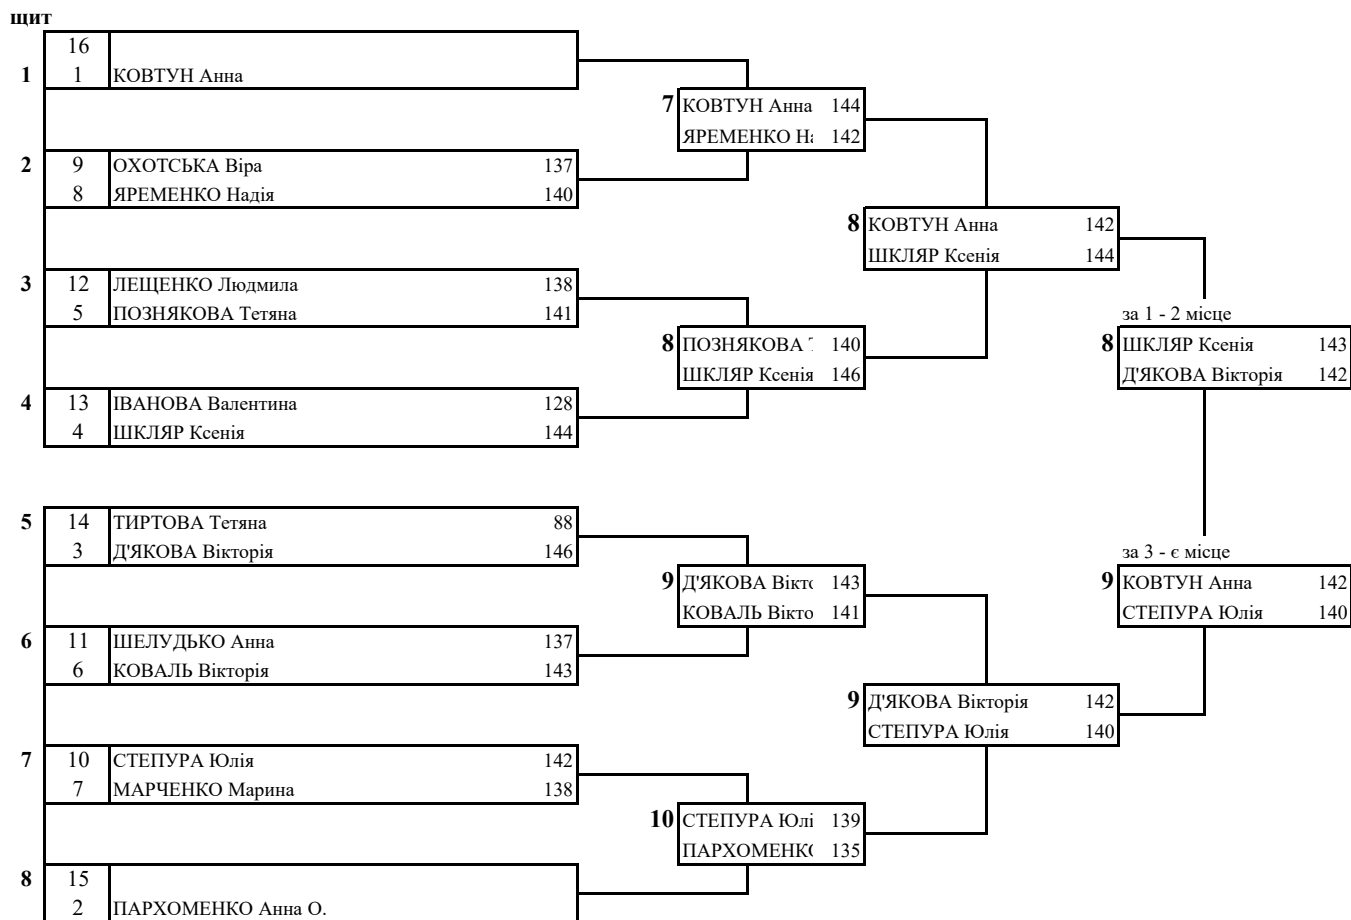 щит
16
1 1 КОВТУН Анна
7 КОВТУН Анна 144
ЯРЕМЕНКО На 142
2 9 ОХОТСЬКА Віра 137
8 ЯРЕМЕНКО Надія 140
8 КОВТУН Анна 142
ШКЛЯР Ксенія 144
3 12 ЛЕЩЕНКО Людмила 138
5 ПОЗНЯКОВА Тетяна 141
за 1 - 2 місце
8 ПОЗНЯКОВА Т 140
ШКЛЯР Ксенія 146
8 ШКЛЯР Ксенія 143
Д'ЯКОВА Вікторія 142
4 13 ІВАНОВА Валентина 128
4 ШКЛЯР Ксенія 144
5 14 ТИРТОВА Тетяна 88
3 Д'ЯКОВА Вікторія 146
за 3 - є місце
9 Д'ЯКОВА Вікто 143
КОВАЛЬ Вікто 141
9 КОВТУН Анна 142
СТЕПУРА Юлія 140
6 11 ШЕЛУДЬКО Анна 137
6 КОВАЛЬ Вікторія 143
9 Д'ЯКОВА Вікторія 142
СТЕПУРА Юлія 140
7 10 СТЕПУРА Юлія 142
7 МАРЧЕНКО Марина 138
10 СТЕПУРА Юлі 139
ПАРХОМЕНКО 135
8 15
2 ПАРХОМЕНКО Анна О.